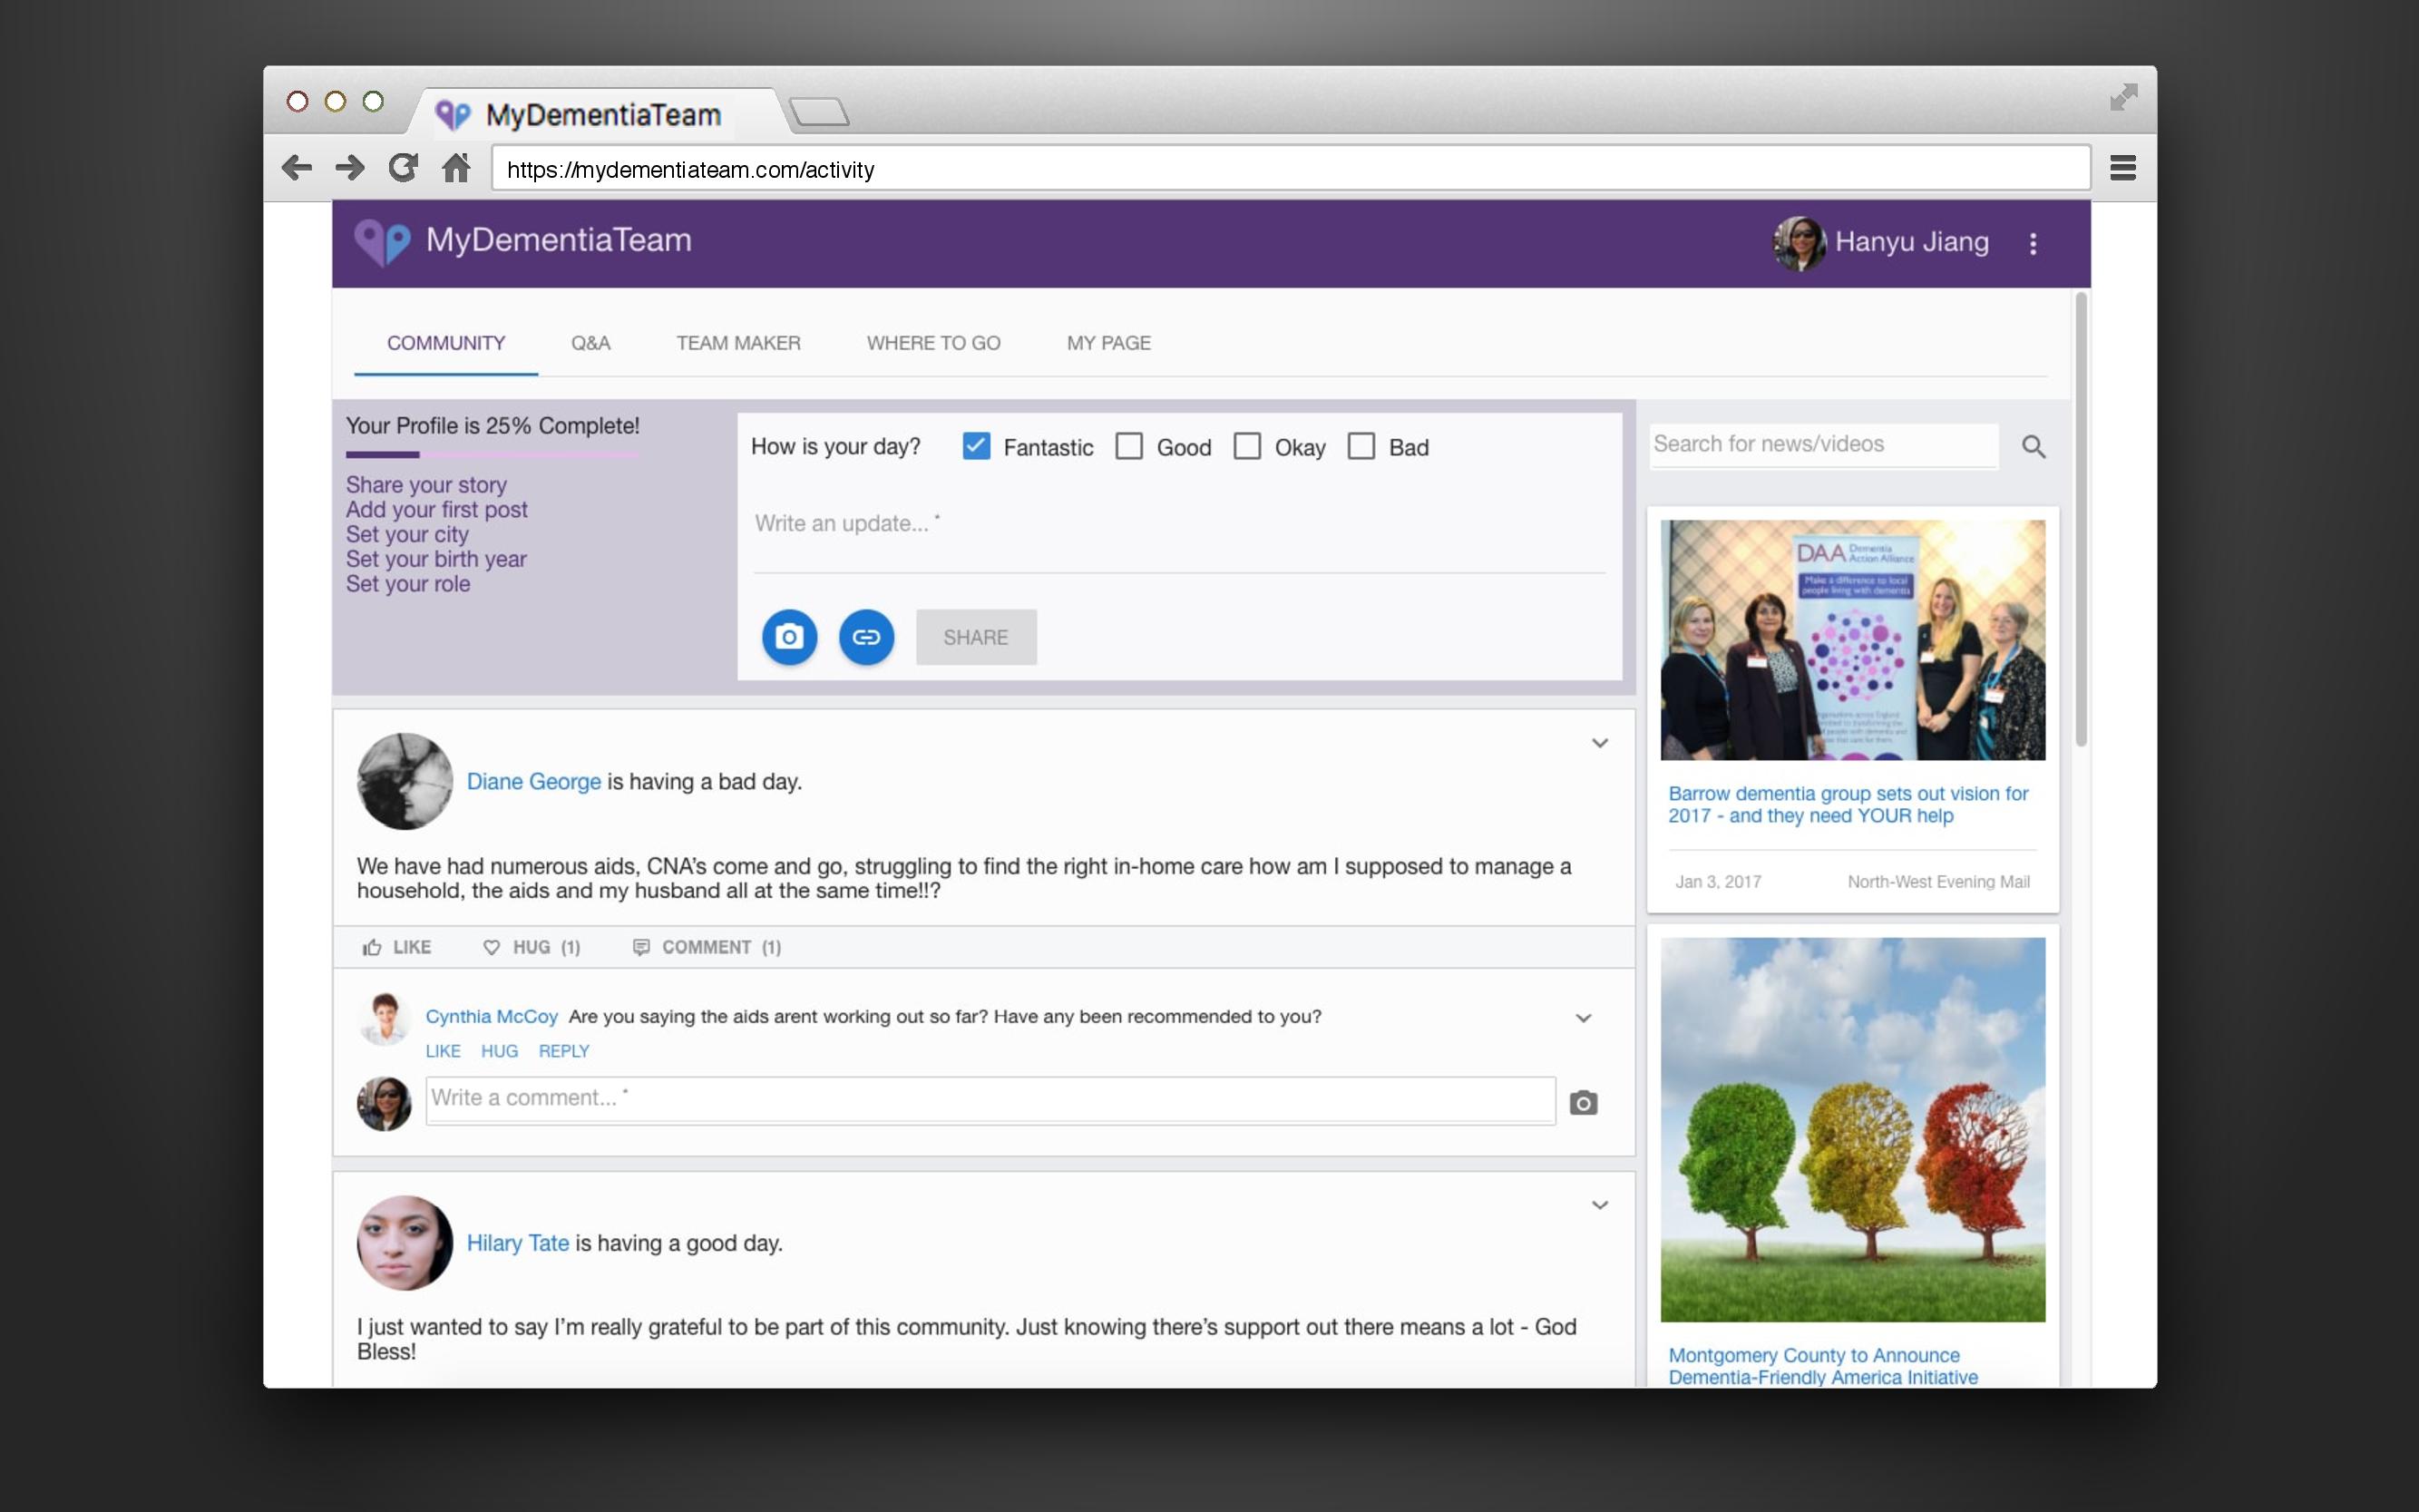 MyDementiaTeam
https://mydementiateam.com/activity
MyDementiaTeam
Hanyu Jiang
COMMUNITY
Q&A
TEAM MAKER
WHERE TO GO
MY PAGE
Your Profile is 25% Complete!
Share your story
Add your first post
Set your city
Set your birth year
Set your role
How is your day?
Fantastic
Good
Okay
Bad
Write an update... *
SHARE
Search for news/videos
DAA Dementia
Action Alliance
Make a difference to local
people living with dementia
Barrow dementia group sets out vision for
2017 - and they need YOUR help
Jan 3, 2017
North-West Evening Mail
Diane George is having a bad day.
We have had numerous aids, CNA’s come and go, struggling to find the right in-home care how am I supposed to manage a
household, the aids and my husband all at the same time!!?
LIKE
HUG (1)
COMMENT (1)
Cynthia McCoy Are you saying the aids arent working out so far? Have any been recommended to you?
LIKE HUG REPLY
Write a comment... *
Hilary Tate is having a good day.
I just wanted to say I’m really grateful to be part of this community. Just knowing there’s support out there means a lot - God
Bless!
Montgomery County to Announce
Dementia-Friendly America Initiative